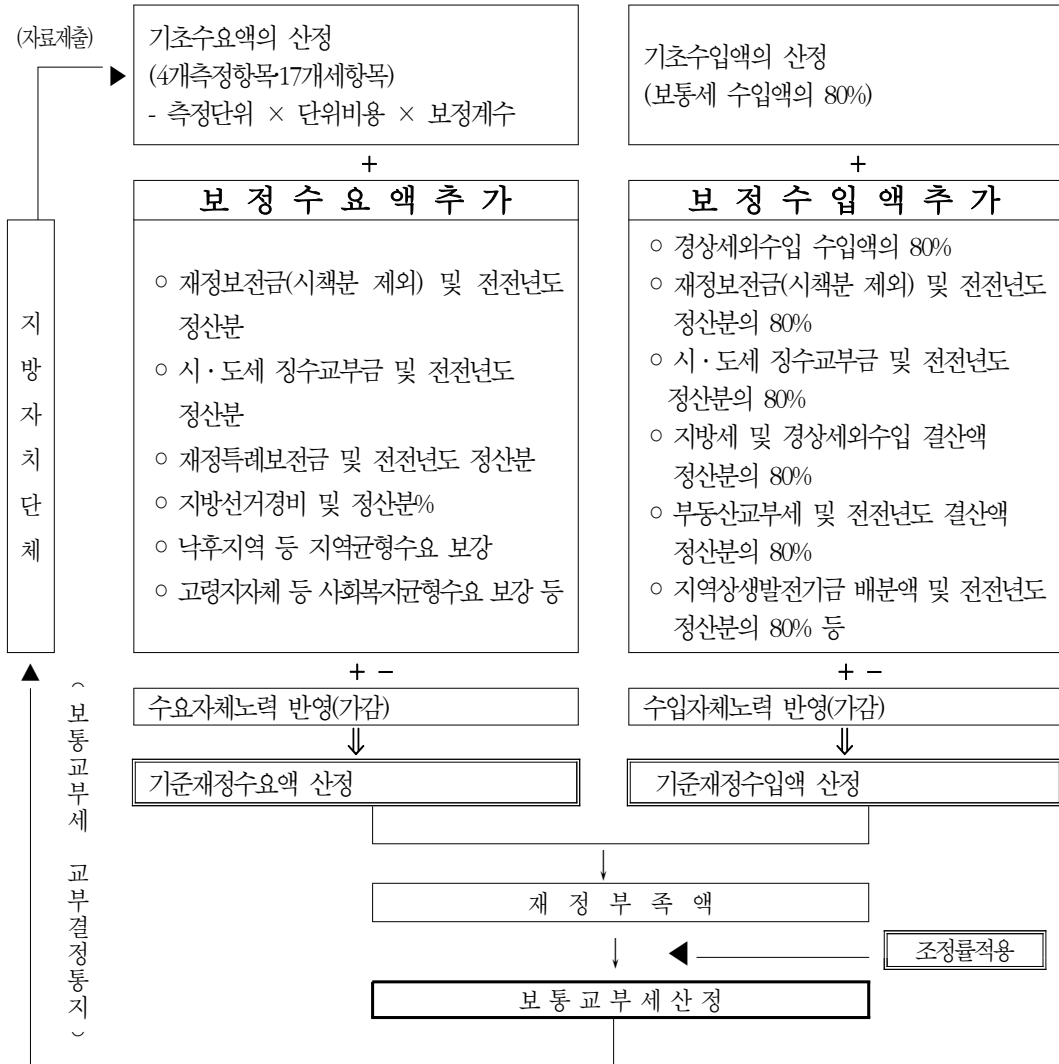 (자료제출)
기초수요액의 산정
(4개측정항목·17개세항목)
- 측정단위 × 단위비용 × 보정계수
기초수입액의 산정
(보통세 수입액의 80%)
+
+
보 정 수 요 액 추 가
○ 재정보전금(시책분 제외) 및 전전년도
정산분
○ 시·도세 징수교부금 및 전전년도
정산분
○ 재정특례보전금 및 전전년도 정산분
○ 지방선거경비 및 정산분%
○ 낙후지역 등 지역균형수요 보강
○ 고령지자체 등 사회복지균형수요 보강 등
보 정 수 입 액 추 가
○ 경상세외수입 수입액의 80%
○ 재정보전금(시책분 제외) 및 전전년도
정산분의 80%
○ 시·도세 징수교부금 및 전전년도
정산분의 80%
○ 지방세 및 경상세외수입 결산액
정산분의 80%
○ 부동산교부세 및 전전년도 결산액
정산분의 80%
○ 지역상생발전기금 배분액 및 전전년도
정산분의 80% 등
지방자치단체
+ −
+ −
수요자체노력 반영(가감)
수입자체노력 반영(가감)
⇓
⇓
기준재정수요액 산정
기준재정수입액 산정
재 정 부 족 액
조정률적용
보 통 교 부 세 산 정
(보통교부세 교부결정통지)